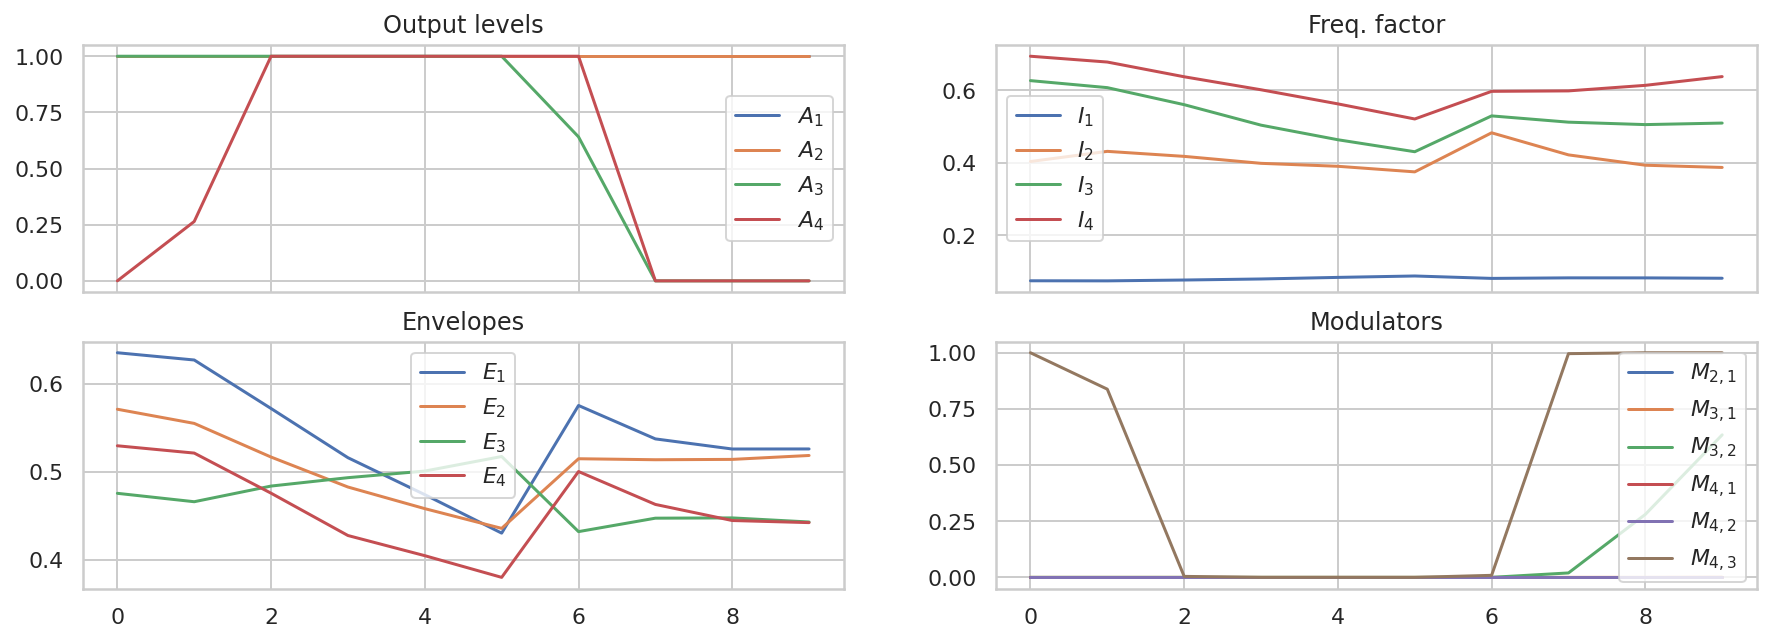 Output levels
1.00
0.75
0.50
0.25
0.00
A1
A2
A3
A4
Freq. factor
0.6
0.4
0.2
I1
I2
I3
I4
Envelopes
0.6
0.5
0.4
E1
E2
E3
E4
0 2 4 6 8
Modulators
1.00
0.75
0.50
0.25
0.00
M2,1
M3,1
M3,2
M4,1
M4,2
M4,3
0 2 4 6 8